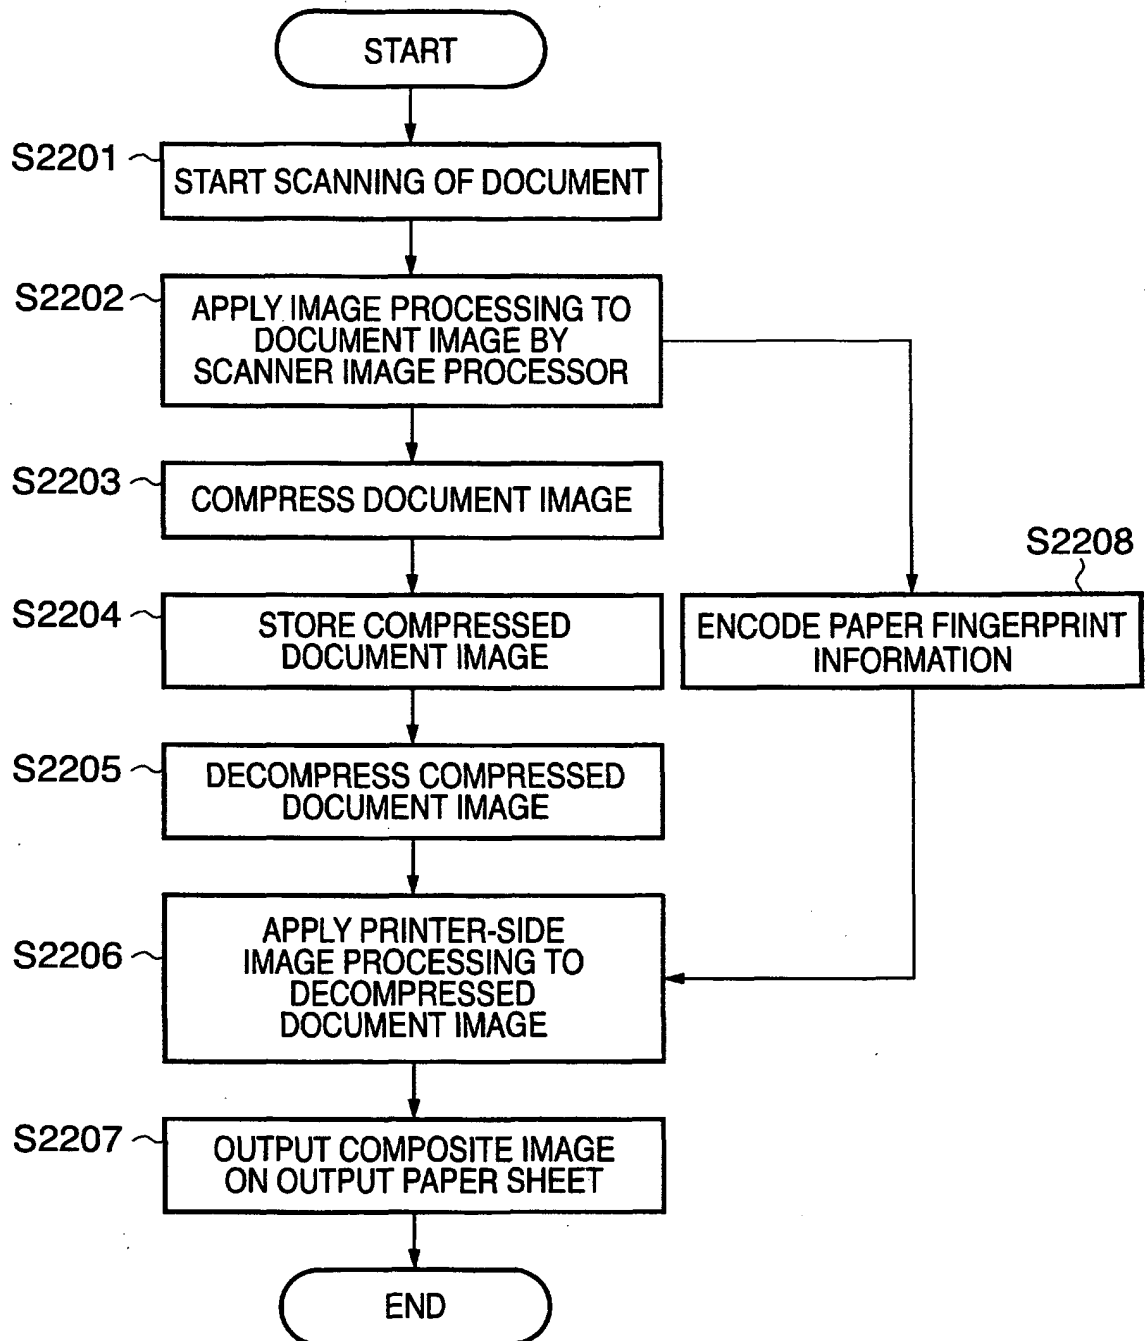 START
S2201
START SCANNING OF DOCUMENT
S2202
APPLY IMAGE PROCESSING TO
DOCUMENT IMAGE BY
SCANNER IMAGE PROCESSOR
S2203
COMPRESS DOCUMENT IMAGE
S2208
S2204
STORE COMPRESSED
DOCUMENT IMAGE
ENCODE PAPER FINGERPRINT
INFORMATION
S2205
DECOMPRESS COMPRESSED
DOCUMENT IMAGE
S2206
APPLY PRINTER-SIDE
IMAGE PROCESSING TO
DECOMPRESSED
DOCUMENT IMAGE
S2207
OUTPUT COMPOSITE IMAGE
ON OUTPUT PAPER SHEET
END